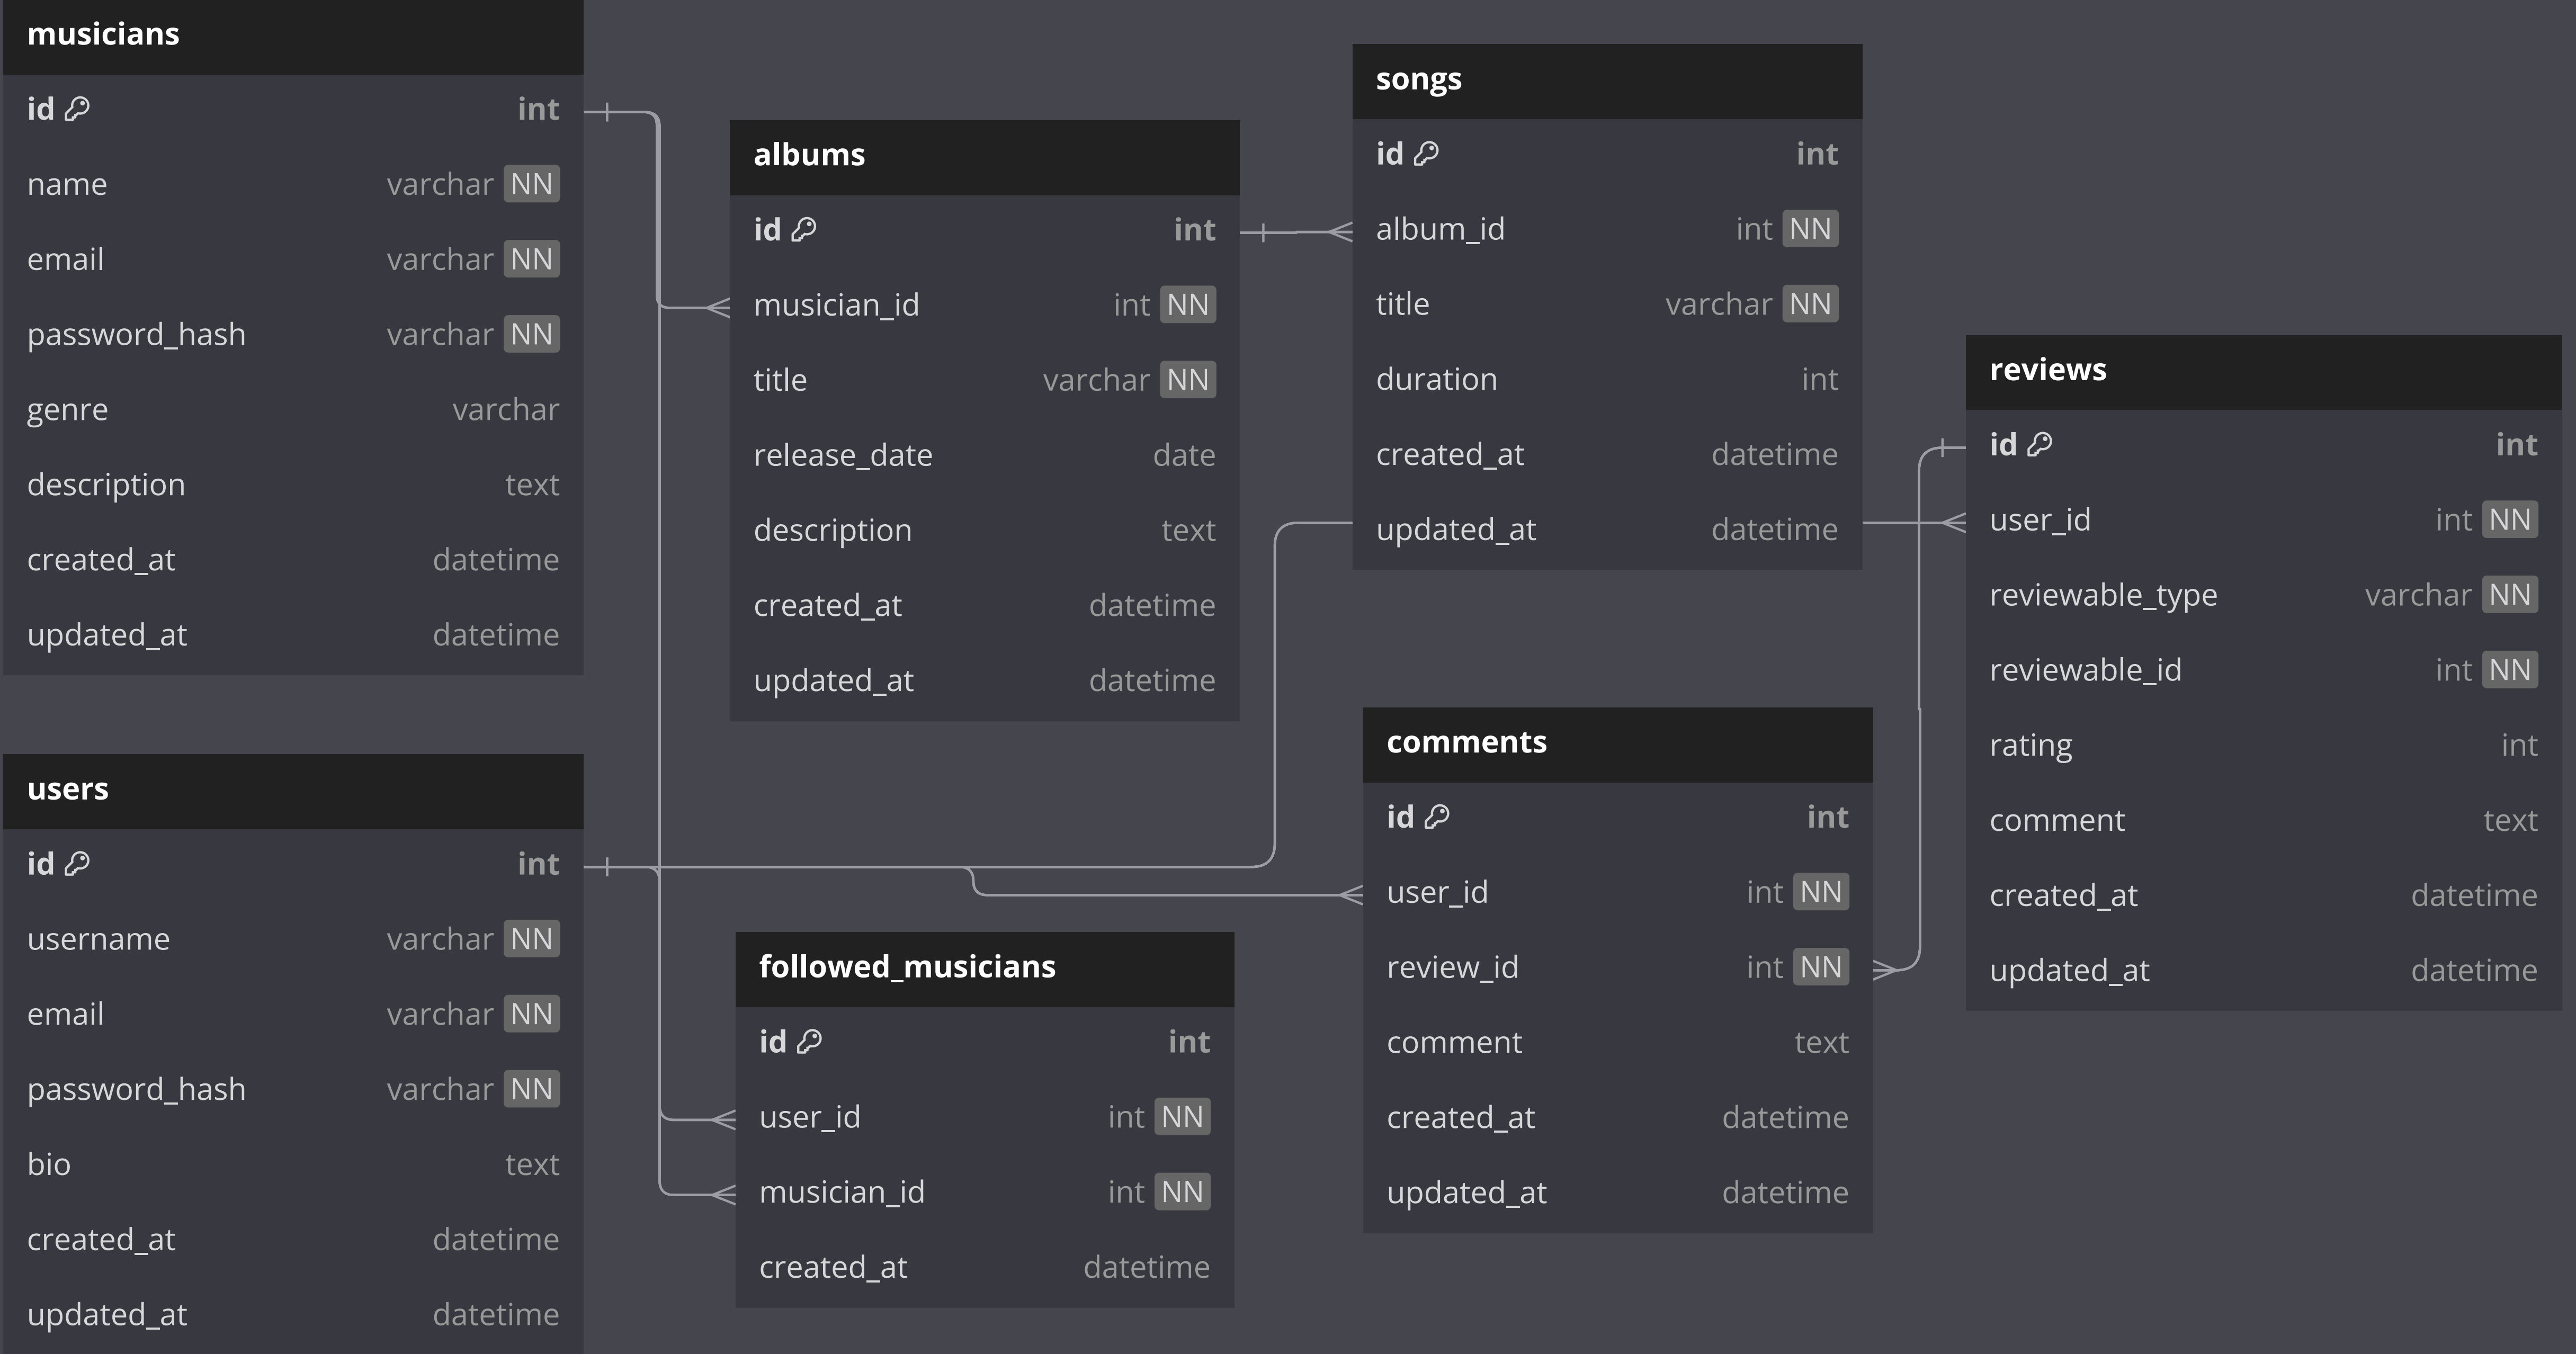 musicians
id int
name varchar NN
email varchar NN
password_hash varchar NN
genre varchar
description text
created_at datetime
updated_at datetime
users
id int
username varchar NN
email varchar NN
password_hash varchar NN
bio text
created_at datetime
updated_at datetime
albums
id int
musician_id int NN
title varchar NN
release_date date
description text
created_at datetime
updated_at datetime
followed_musicians
id int
user_id int NN
musician_id int NN
created_at datetime
songs
id int
album_id int NN
title varchar NN
duration int
created_at datetime
updated_at datetime
comments
id int
user_id int NN
review_id int NN
comment text
created_at datetime
updated_at datetime
reviews
id int
user_id int NN
reviewable_type varchar NN
reviewable_id int NN
rating int
comment text
created_at datetime
updated_at datetime